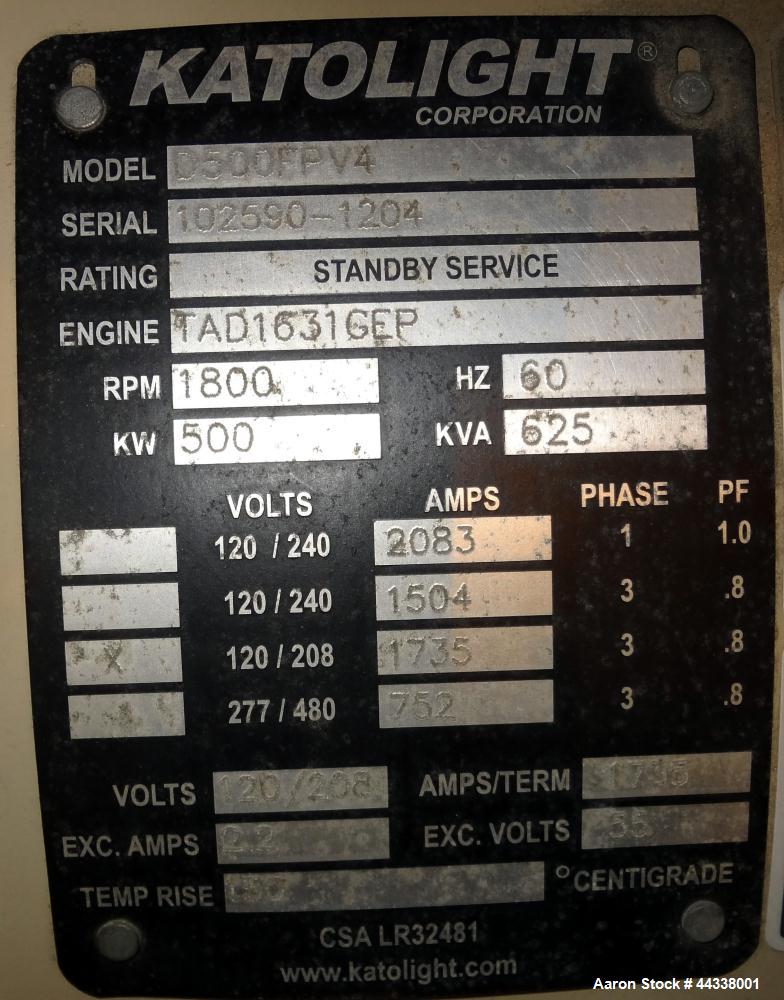 KATOLIGHT®
CORPORATION
MODEL D500FPV4
SERIAL 102590-1204
RATING STANDBY SERVICE
ENGINE TAD1631GEP
RPM 1800 HZ 60
KW 500 KVA 625
VOLTS AMPS PHASE PF
120 / 240 2083 1 1.0
120 / 240 1504 3 .8
X 120 / 208 1735 3 .8
277 / 480 752 3 .8
VOLTS 120/208 AMPS/TERM 1735
EXC. AMPS 2.2 EXC. VOLTS 55
TEMP RISE °CENTIGRADE
CSA LR32481
www.katolight.com
Aaron Stock # 44338001